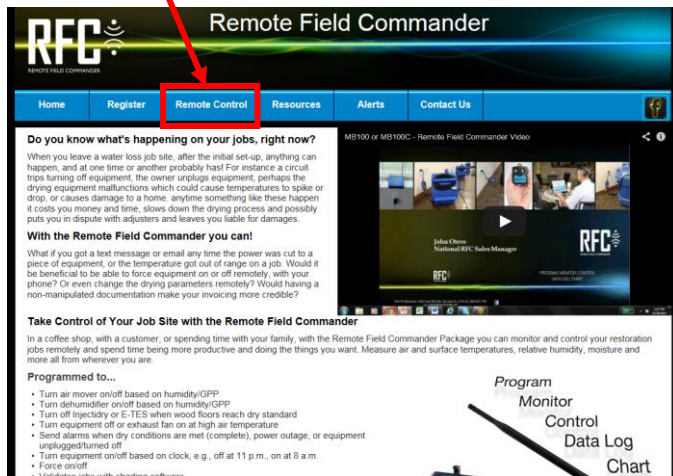 Remote Field Commander
RFC
REMOTE FIELD COMMANDER
Home
Register
Remote Control
Resources
Alerts
Contact Us
f
Do you know what's happening on your jobs, right now?
When you leave a water loss job site, after the initial set-up, anything can
happen, and at one time or another probably has! For instance a circuit
trips turning off equipment, the owner unplugs equipment, perhaps the
drying equipment malfunctions which could cause temperatures to spike or
drop, or causes damage to a home. anytime something like these happen
it costs you money and time, slows down the drying process and possibly
puts you in dispute with adjusters and leaves you liable for damages.
With the Remote Field Commander you can!
What if you got a text message or email any time the power was cut to a
piece of equipment, or the temperature got out of range on a job. Would it
be beneficial to be able to force equipment on or off remotely, with your
phone? Or even change the drying parameters remotely? Would having a
non-manipulated documentation make your invoicing more credible?
MB100 or MB100C - Remote Field Commander Video
John Otero
National RFC Sales Manager
RFC
RFC
PROGRAM MONITOR CONTROL
DATA LOG CHART
Take Control of Your Job Site with the Remote Field Commander
In a coffee shop, with a customer, or spending time with your family, with the Remote Field Commander Package you can monitor and control your restoration
jobs remotely and spend time being more productive and doing the things you want. Measure air and surface temperatures, relative humidity, moisture and
more all from wherever you are.
Programmed to...
• Turn air mover on/off based on humidity/GPP
• Turn dehumidifier on/off based on humidity/GPP
• Turn off Injectidry or E-TES when wood floors reach dry standard
• Turn equipment off or exhaust fan on at high air temperature
• Send alarms when dry conditions are met (complete), power outage, or equipment
unplugged/turned off
• Turn equipment on/off based on clock, e.g., off at 11 p.m., on at 8 a.m.
• Force on/off
• Validates jobs with charting software
Program
Monitor
Control
Data Log
Chart